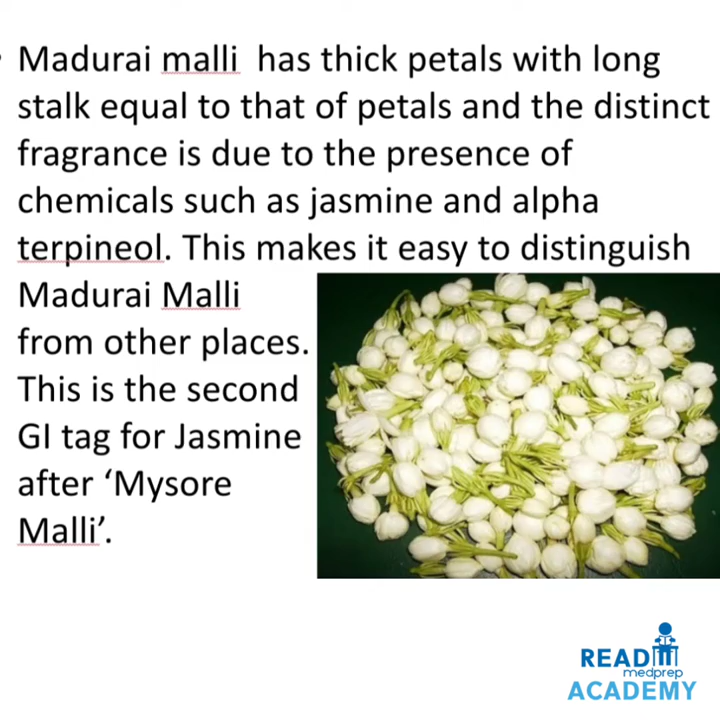 Madurai malli has thick petals with long
stalk equal to that of petals and the distinct
fragrance is due to the presence of
chemicals such as jasmine and alpha
terpineol. This makes it easy to distinguish
Madurai Malli
from other places.
This is the second
GI tag for Jasmine
after ‘Mysore
Malli’.
READ
medprep
ACADEMY